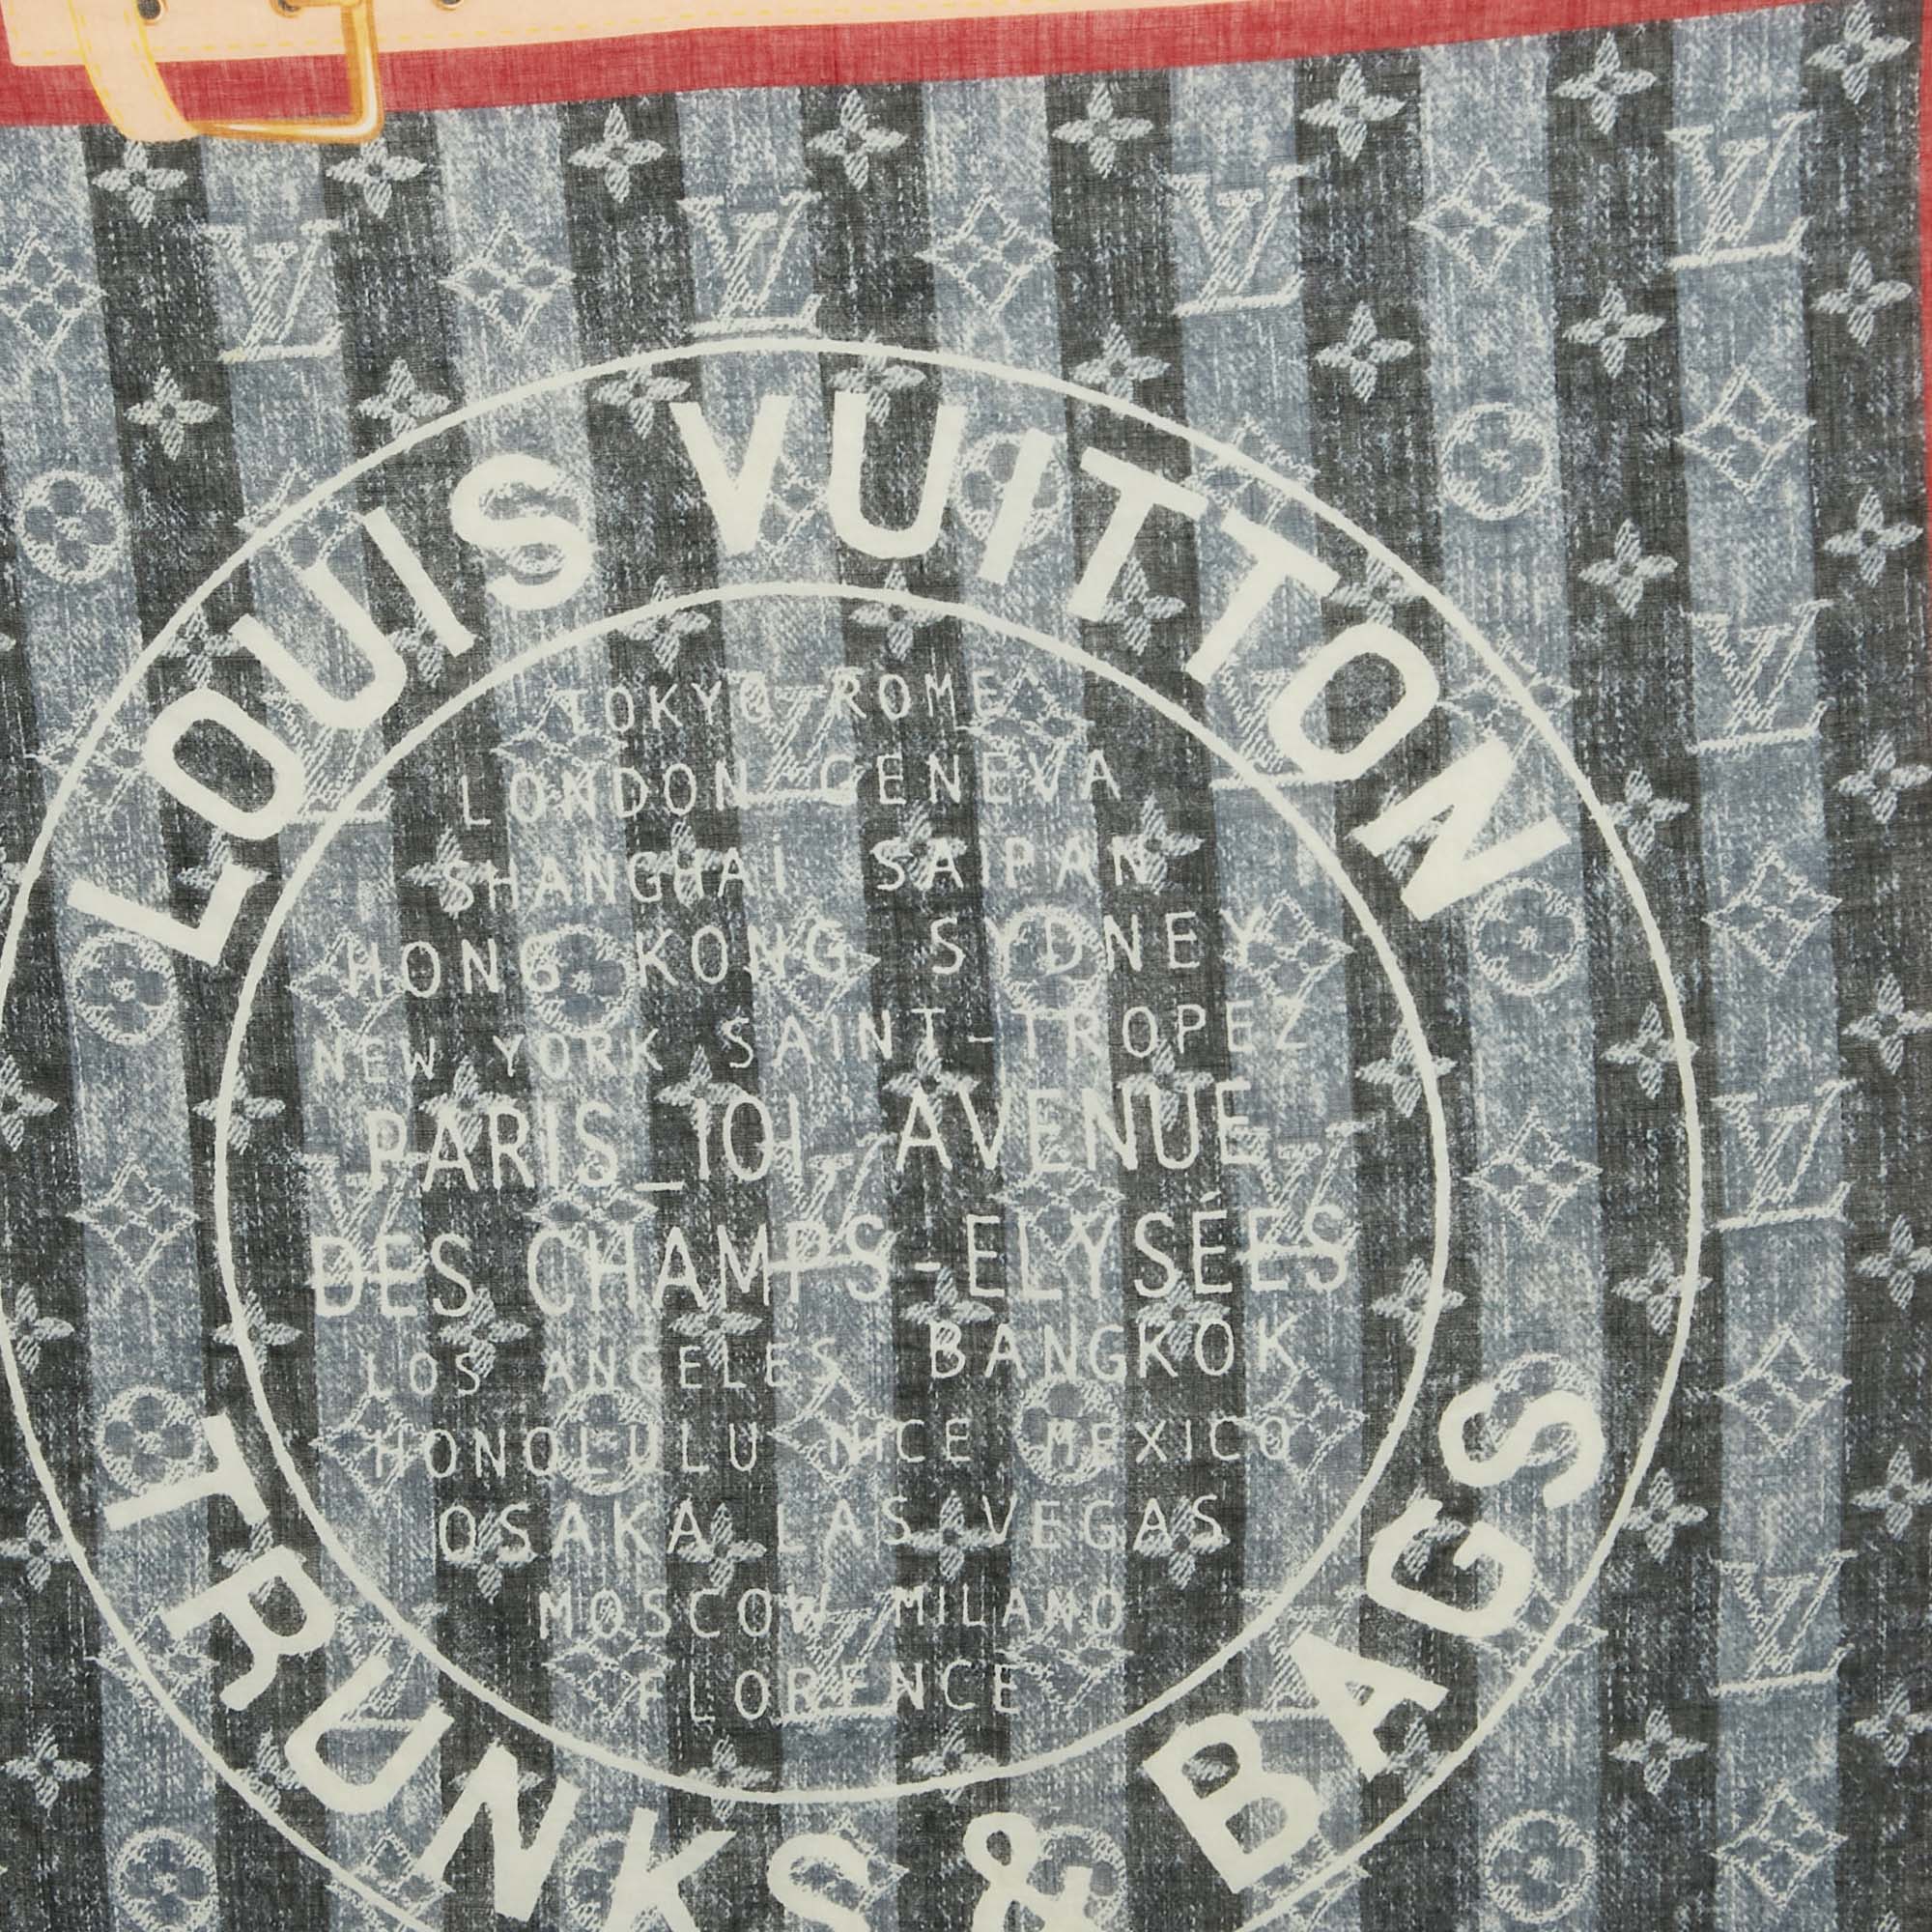 LOUIS VUITTON
TOKYO ROME
LONDON GENEVA
SHANGHAi SAIPAN
HONG KONG SYDNEY
NEW YORK SAINT-TROPEZ
PARIS_101, AVENUE
DES CHAMPS-ELYSÉES
LOS ANGELES BANGKOK
HONOLULU NICE MEXICO
OSAKA LAS VEGAS
MOSCOW MILANO
FLORENCE
TRUNKS & BAGS